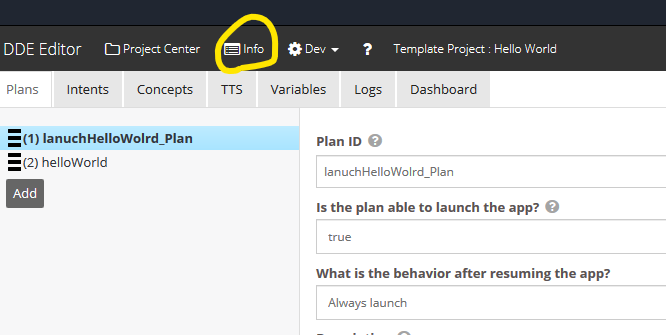 DDE Editor Project Center Info Dev ? Template Project : Hello World
Plans Intents Concepts TTS Variables Logs Dashboard
(1) lanuchHelloWolrd_Plan
(2) helloWorld
Add
Plan ID ?
lanuchHelloWolrd_Plan
Is the plan able to launch the app? ?
true
What is the behavior after resuming the app?
Always launch